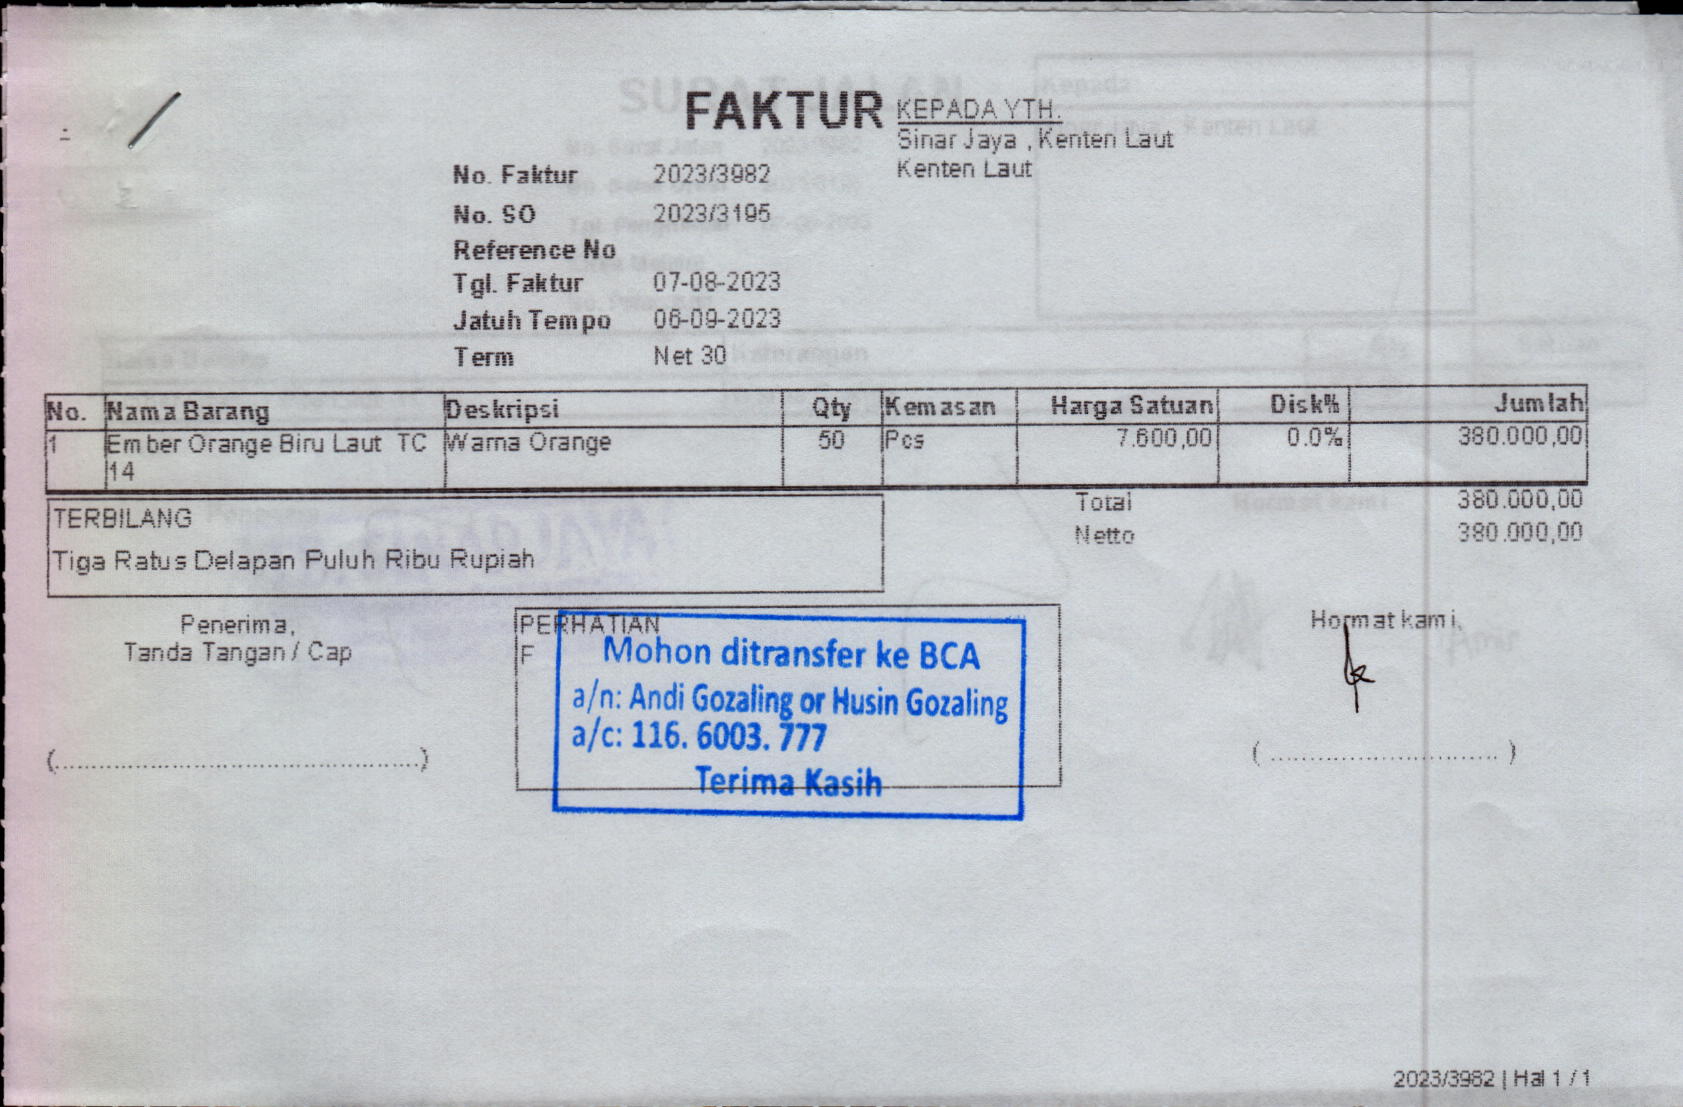 FAKTUR
KEPADA YTH.
Sinar Jaya , Kenten Laut
Kenten Laut
No. Faktur 2023/3982
No. SO 2023/3195
Reference No
Tgl. Faktur 07-08-2023
Jatuh Tempo 06-09-2023
Term Net 30
No. Nama Barang Deskripsi Qty Kemasan Harga Satuan Disk% Jumlah
1 Ember Orange Biru Laut TC Warna Orange 50 Pcs 7.600,00 0.0% 380.000,00
14
Total 380.000,00
Netto 380.000,00
TERBILANG
Tiga Ratus Delapan Puluh Ribu Rupiah
Penerima,
Tanda Tangan / Cap
(..............................................)
PERHATIAN
F
Mohon ditransfer ke BCA
a/n: Andi Gozaling or Husin Gozaling
a/c: 116. 6003. 777
Terima Kasih
Hormat kami,
( ............................. )
2023/3982 | Hal 1 / 1